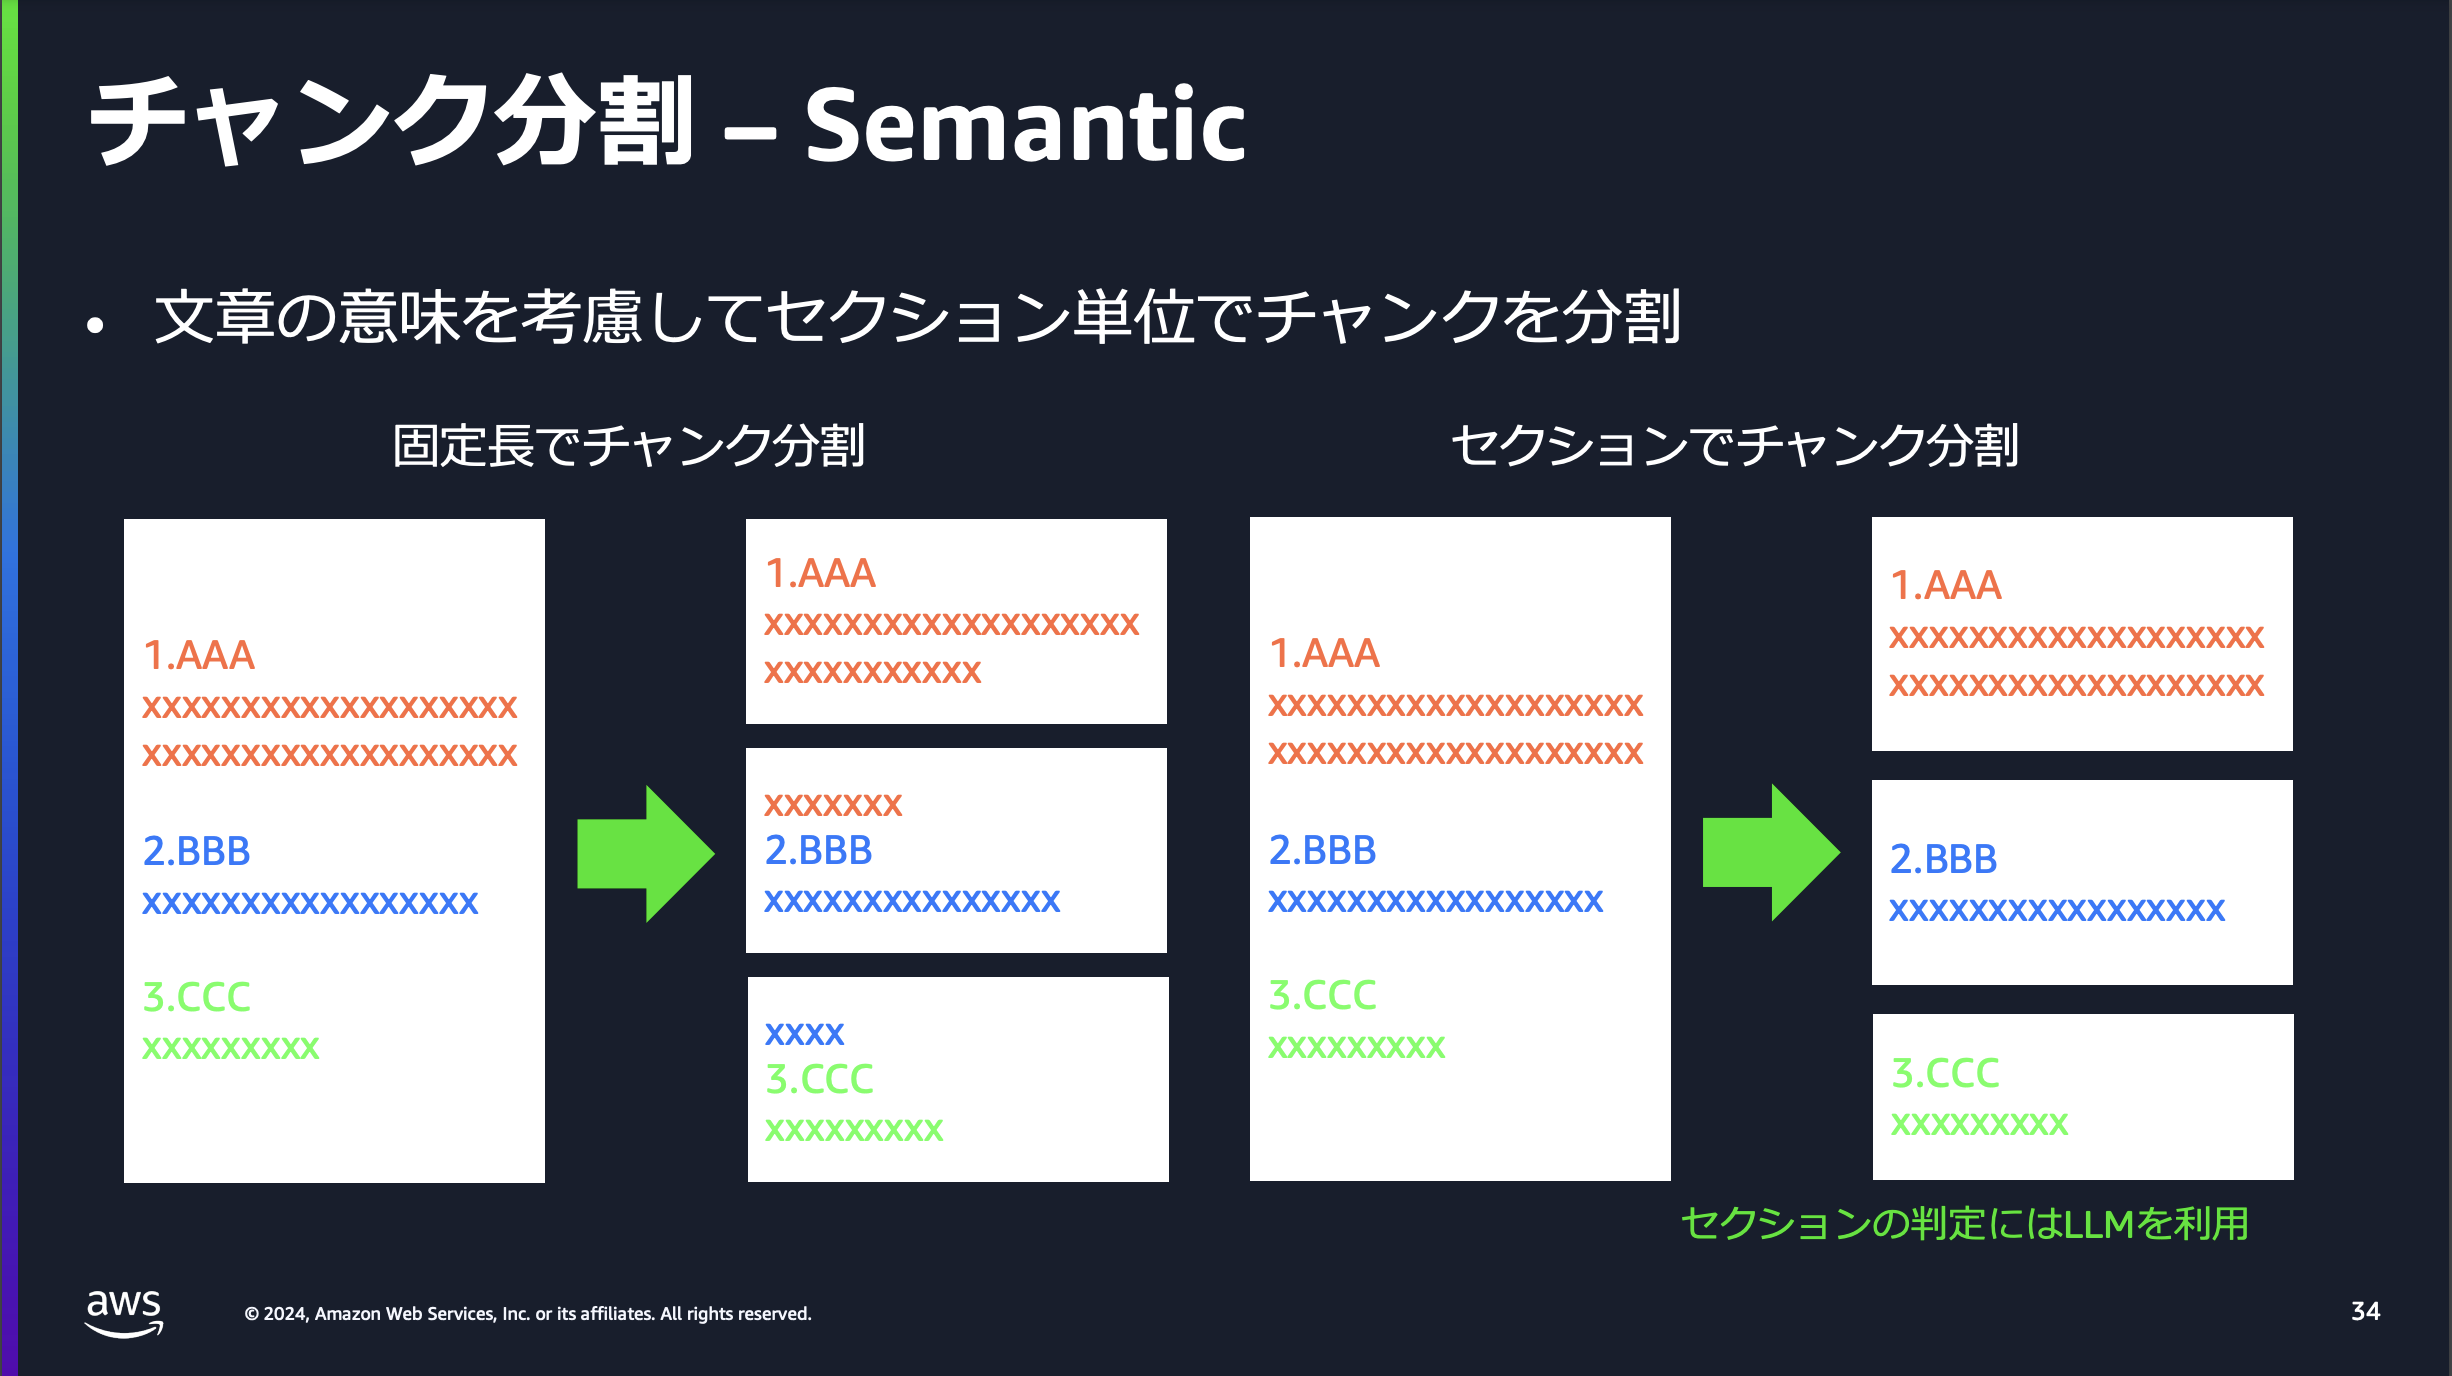 チャンク分割 – Semantic
• 文章の意味を考慮してセクション単位でチャンクを分割
固定長でチャンク分割
1.AAA
xxxxxxxxxxxxxxxxxxx
xxxxxxxxxxxxxxxxxxx
2.BBB
xxxxxxxxxxxxxxxxx
3.CCC
xxxxxxxxx
1.AAA
xxxxxxxxxxxxxxxxxxx
xxxxxxxxxxx
xxxxxxx
2.BBB
xxxxxxxxxxxxxxx
xxxx
3.CCC
xxxxxxxxx
セクションでチャンク分割
1.AAA
xxxxxxxxxxxxxxxxxxx
xxxxxxxxxxxxxxxxxxx
2.BBB
xxxxxxxxxxxxxxxxx
3.CCC
xxxxxxxxx
1.AAA
xxxxxxxxxxxxxxxxxxx
xxxxxxxxxxxxxxxxxxx
2.BBB
xxxxxxxxxxxxxxxxx
3.CCC
xxxxxxxxx
セクションの判定にはLLMを利用
aws
© 2024, Amazon Web Services, Inc. or its affiliates. All rights reserved.
34